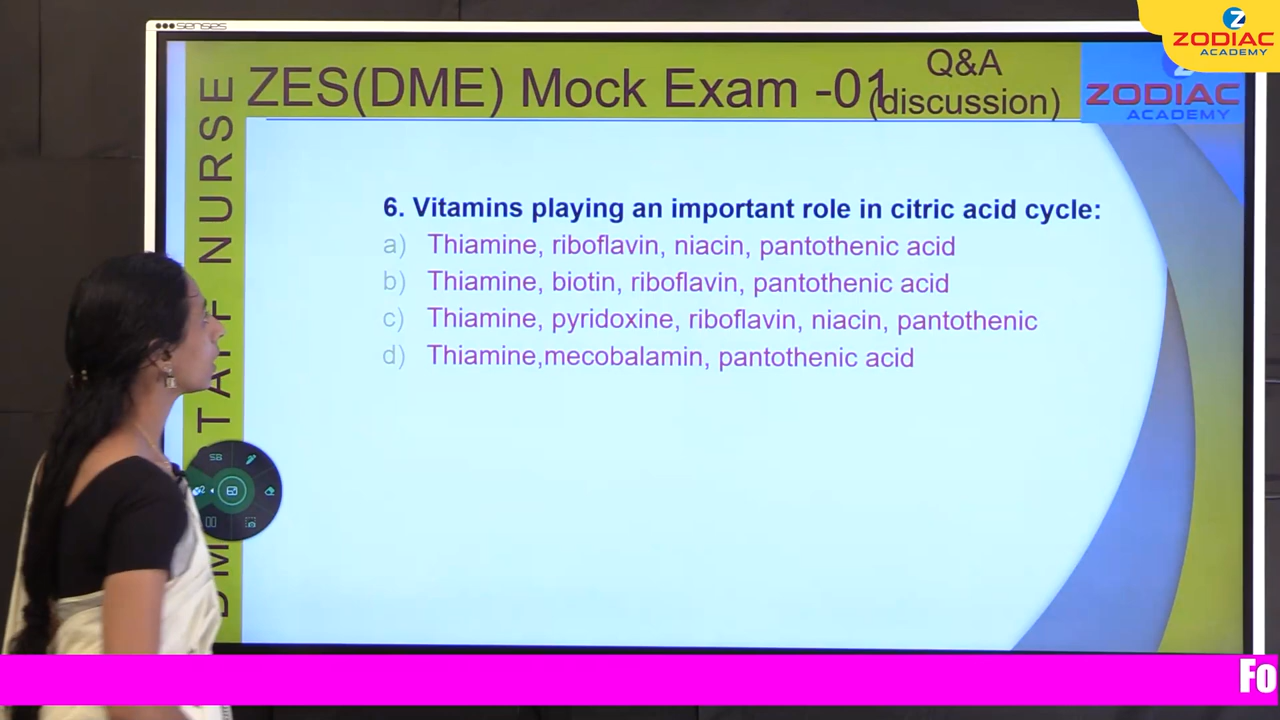 senses
ZODIAC
ACADEMY
ZES(DME) Mock Exam -01
Q&A
(discussion)
ZODIAC
ACADEMY
NURSE
6. Vitamins playing an important role in citric acid cycle:
a) Thiamine, riboflavin, niacin, pantothenic acid
b) Thiamine, biotin, riboflavin, pantothenic acid
c) Thiamine, pyridoxine, riboflavin, niacin, pantothenic
d) Thiamine,mecobalamin, pantothenic acid
SB
Fo